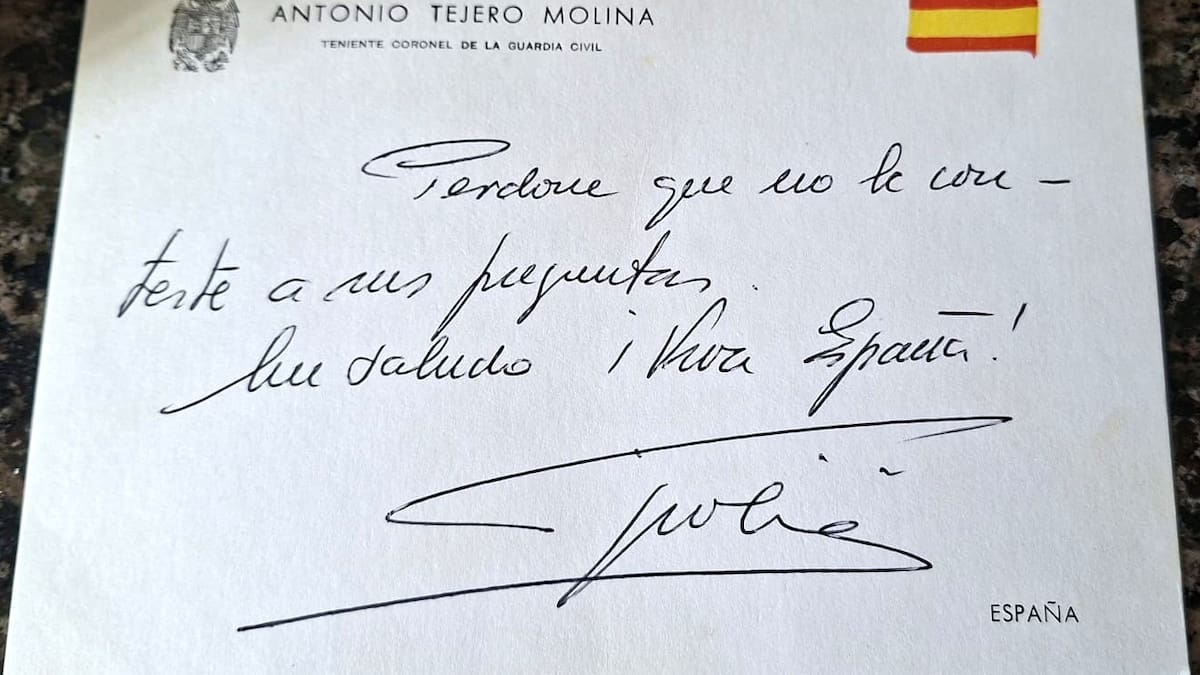 ANTONIO TEJERO MOLINA
TENIENTE CORONEL DE LA GUARDIA CIVIL
Perdone que no le con-
teste a sus preguntas.
Un saludo ¡Viva España!
ESPAÑA